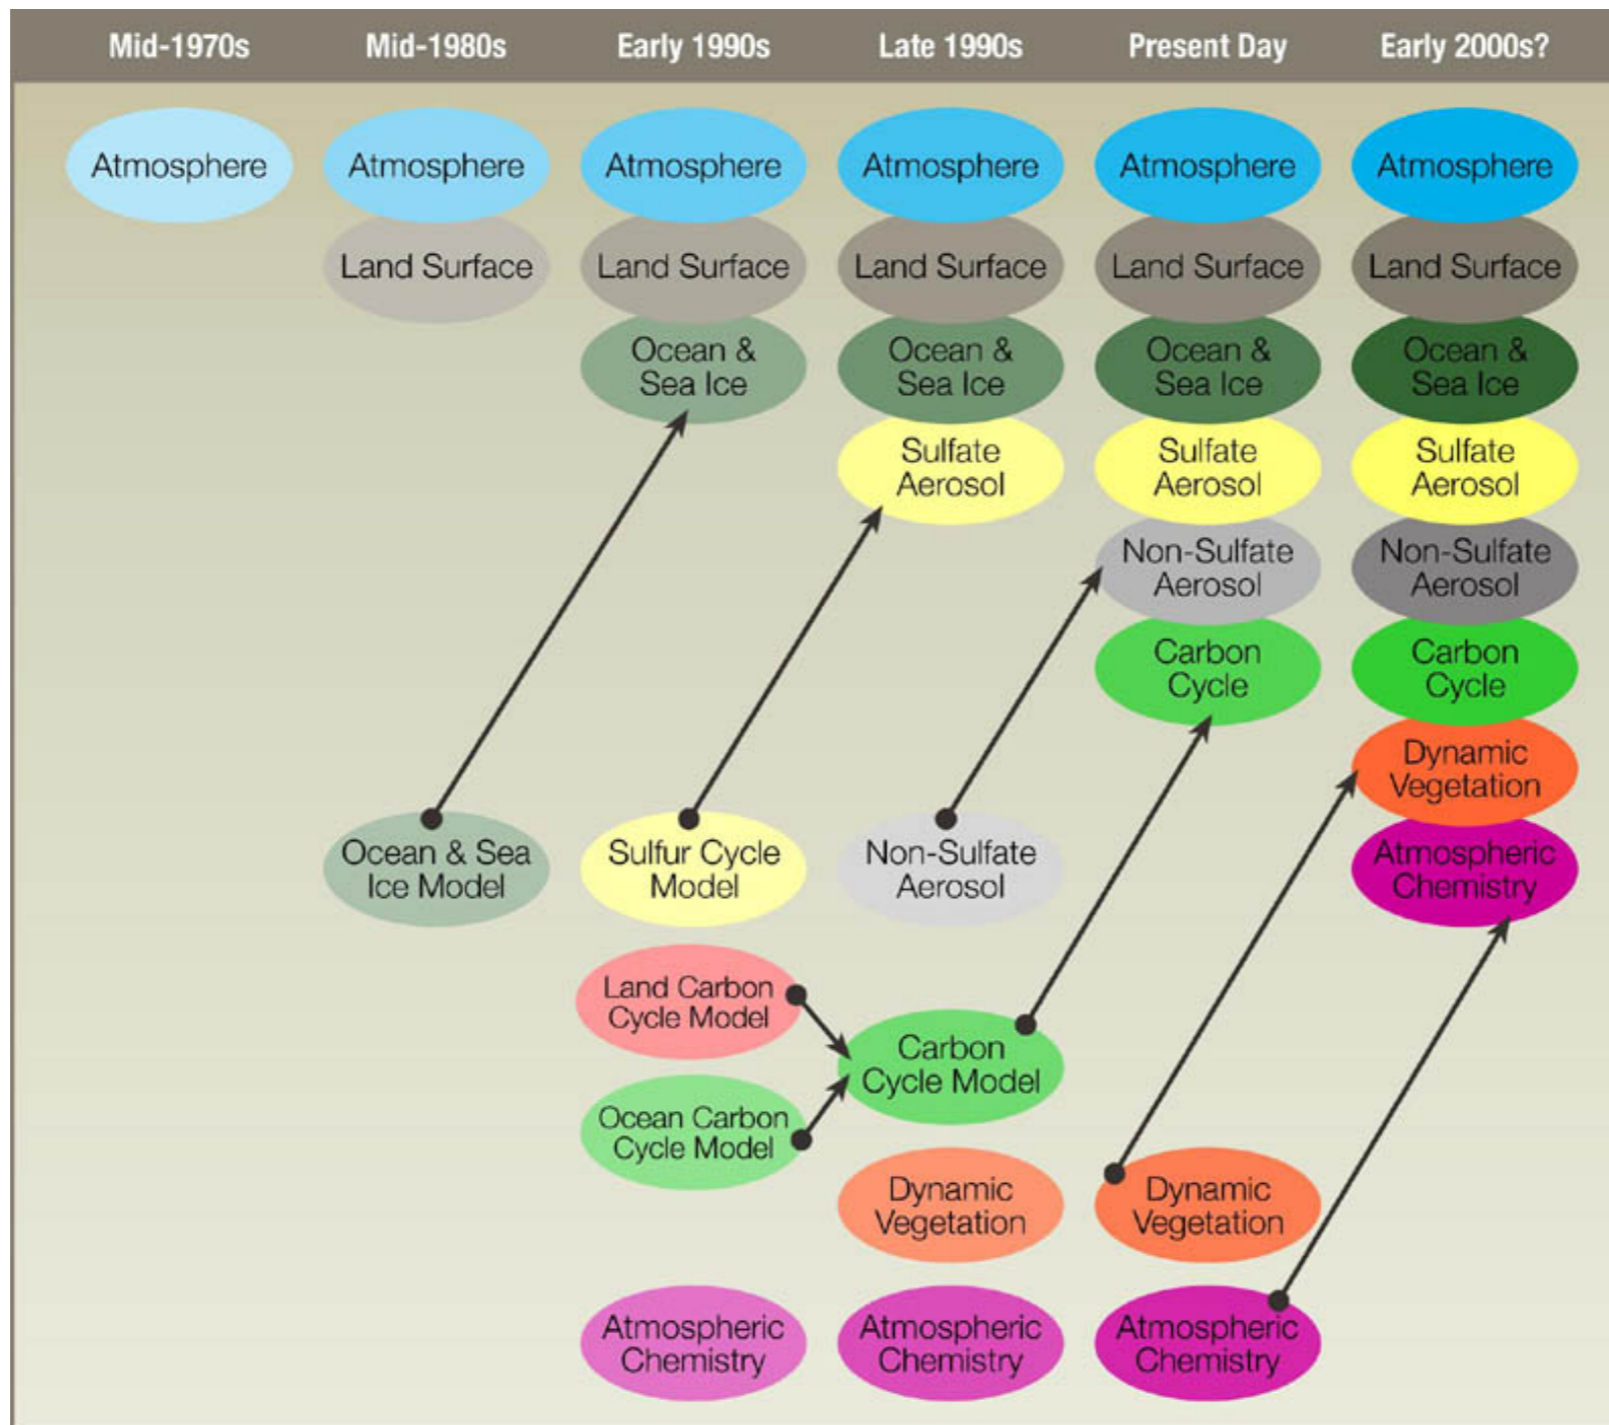 Mid-1970s
Mid-1980s
Early 1990s
Late 1990s
Present Day
Early 2000s?
Atmosphere
Atmosphere
Atmosphere
Atmosphere
Atmosphere
Atmosphere
Land Surface
Land Surface
Land Surface
Land Surface
Land Surface
Ocean &
Sea Ice
Ocean &
Sea Ice
Ocean &
Sea Ice
Ocean &
Sea Ice
Sulfate
Aerosol
Sulfate
Aerosol
Sulfate
Aerosol
Non-Sulfate
Aerosol
Non-Sulfate
Aerosol
Carbon
Cycle
Carbon
Cycle
Dynamic
Vegetation
Ocean & Sea
Ice Model
Sulfur Cycle
Model
Non-Sulfate
Aerosol
Atmospheric
Chemistry
Land Carbon
Cycle Model
Carbon
Cycle Model
Ocean Carbon
Cycle Model
Dynamic
Vegetation
Dynamic
Vegetation
Atmospheric
Chemistry
Atmospheric
Chemistry
Atmospheric
Chemistry